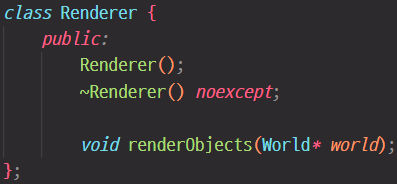 class Renderer {
    public:
        Renderer();
        ~Renderer() noexcept;

        void renderObjects(World* world);
};